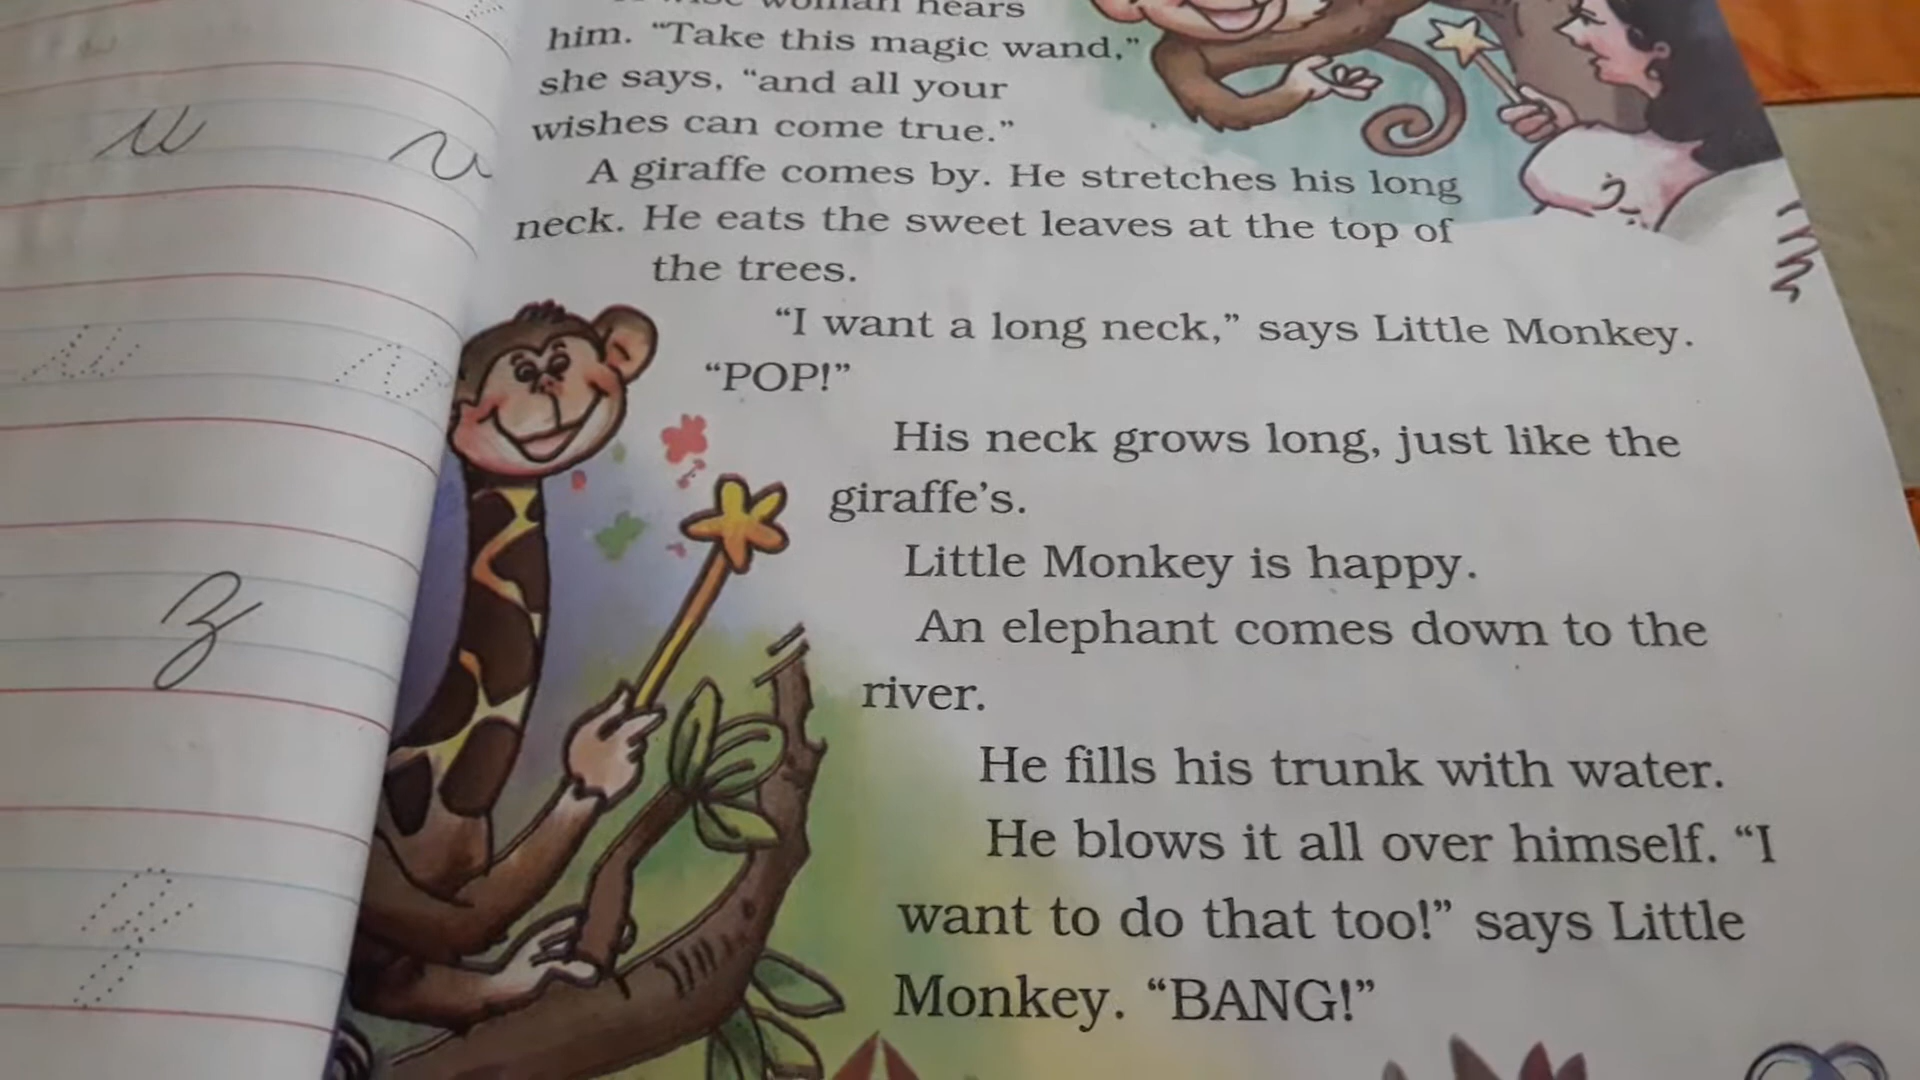 woman hears
him. “Take this magic wand,”
she says, “and all your
wishes can come true.”
A giraffe comes by. He stretches his long
neck. He eats the sweet leaves at the top of
the trees.
“I want a long neck,” says Little Monkey.
“POP!”
His neck grows long, just like the
giraffe’s.
Little Monkey is happy.
An elephant comes down to the
river.
He fills his trunk with water.
He blows it all over himself. “I
want to do that too!” says Little
Monkey. “BANG!”
u u
z